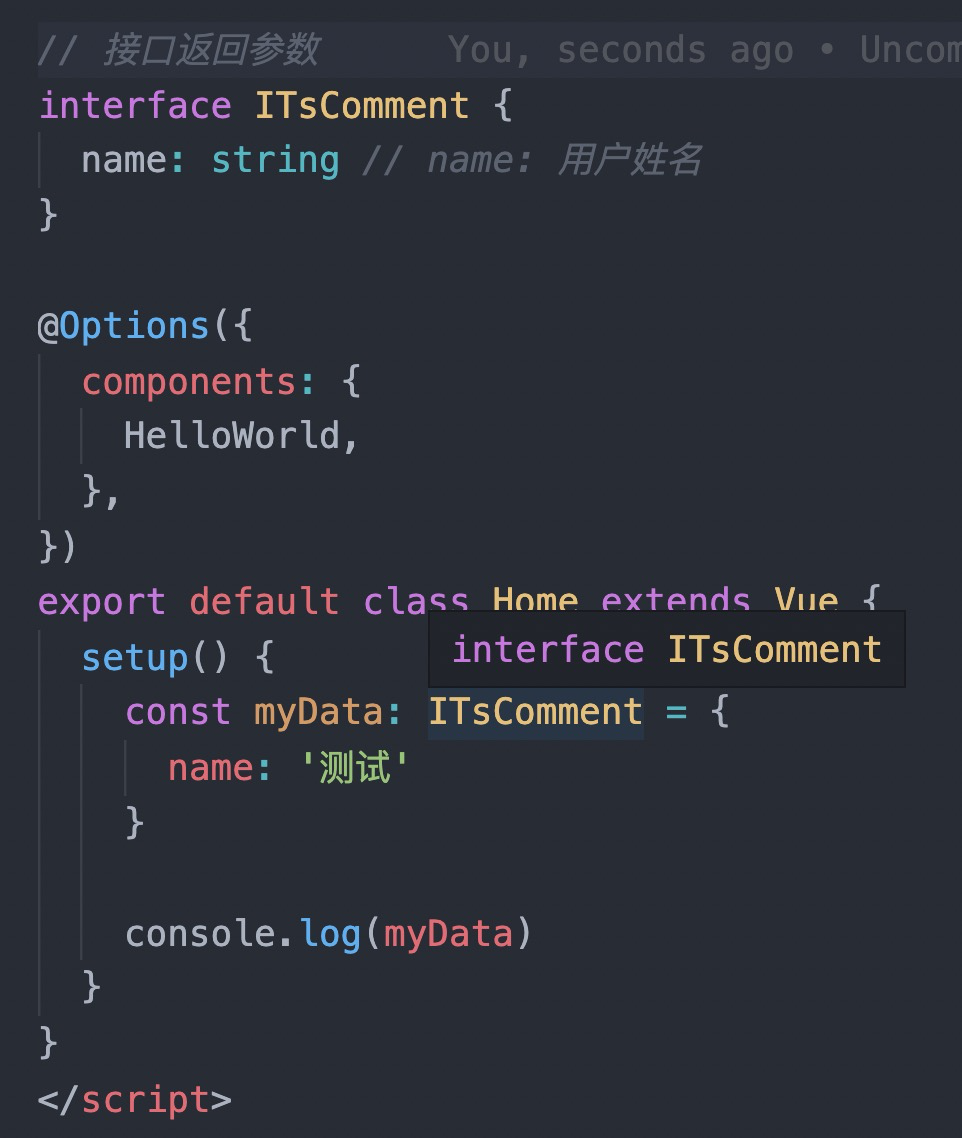 // 接口返回参数 You, seconds ago • Uncom
interface ITsComment {
name: string // name: 用户姓名
}
@Options({
components: {
HelloWorld,
},
})
export default class Home extends Vue {
interface ITsComment
setup() {
const myData: ITsComment = {
name: '测试'
}
console.log(myData)
}
}
</script>